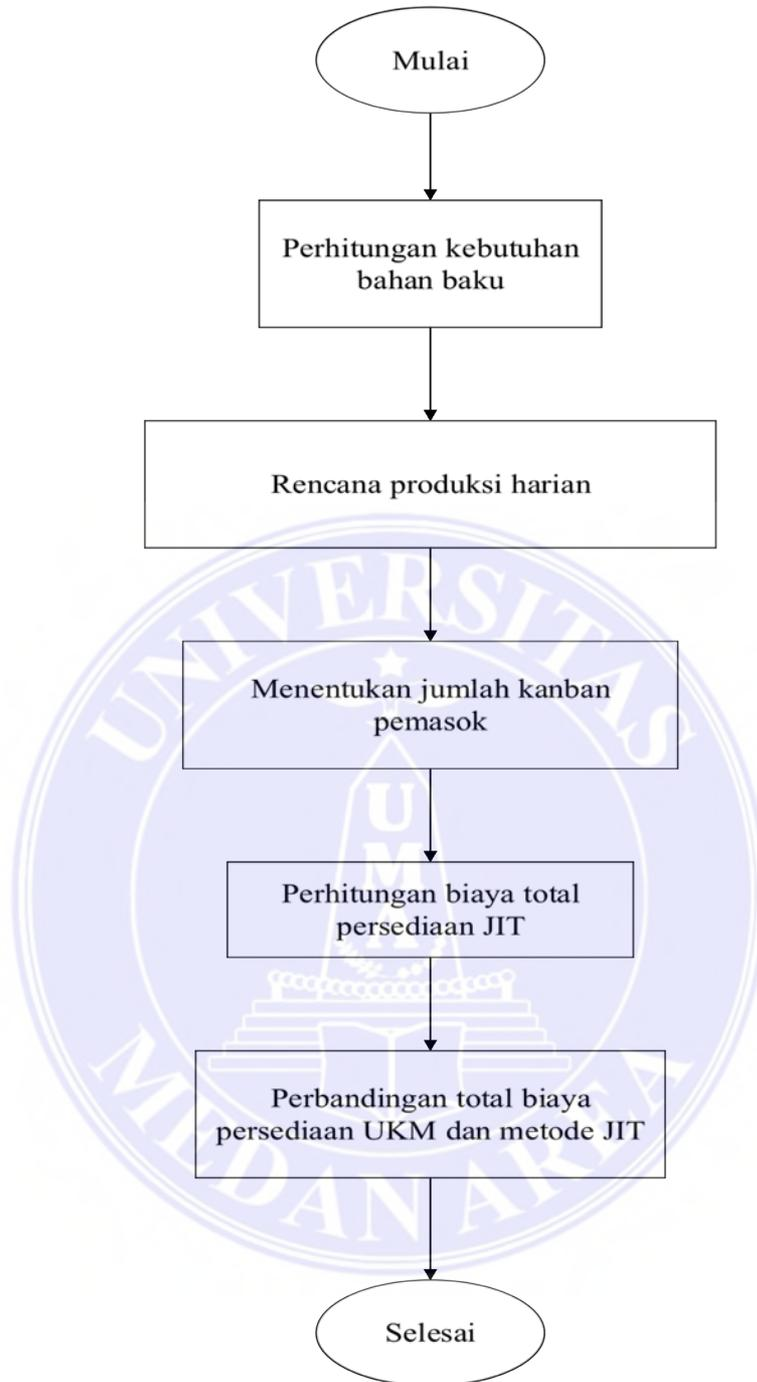 Mulai
Perhitungan kebutuhan
bahan baku
Rencana produksi harian
UNIVERSITAS
Menentukan jumlah kanban
pemasok
U
M
A
Perhitungan biaya total
persediaan JIT
Perbandingan total biaya
persediaan UKM dan metode JIT
MEDAN AREA
Selesai